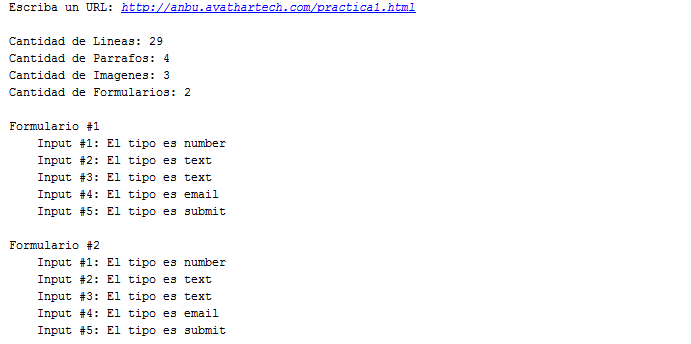 Escriba un URL: http://anbu.avathartech.com/practica1.html
Cantidad de Lineas: 29
Cantidad de Parrafos: 4
Cantidad de Imagenes: 3
Cantidad de Formularios: 2
Formulario #1
Input #1: El tipo es number
Input #2: El tipo es text
Input #3: El tipo es text
Input #4: El tipo es email
Input #5: El tipo es submit
Formulario #2
Input #1: El tipo es number
Input #2: El tipo es text
Input #3: El tipo es text
Input #4: El tipo es email
Input #5: El tipo es submit